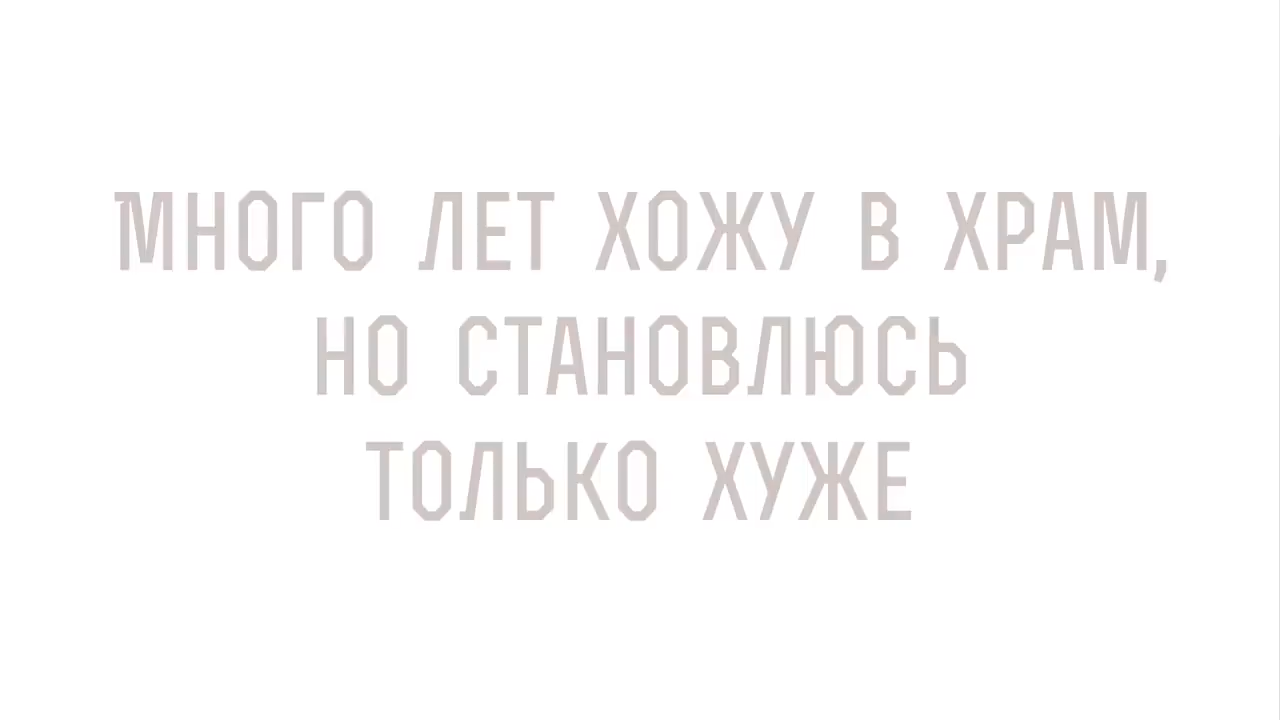 МНОГО ЛЕТ ХОЖУ В ХРАМ,
НО СТАНОВЛЮСЬ
ТОЛЬКО ХУЖЕ